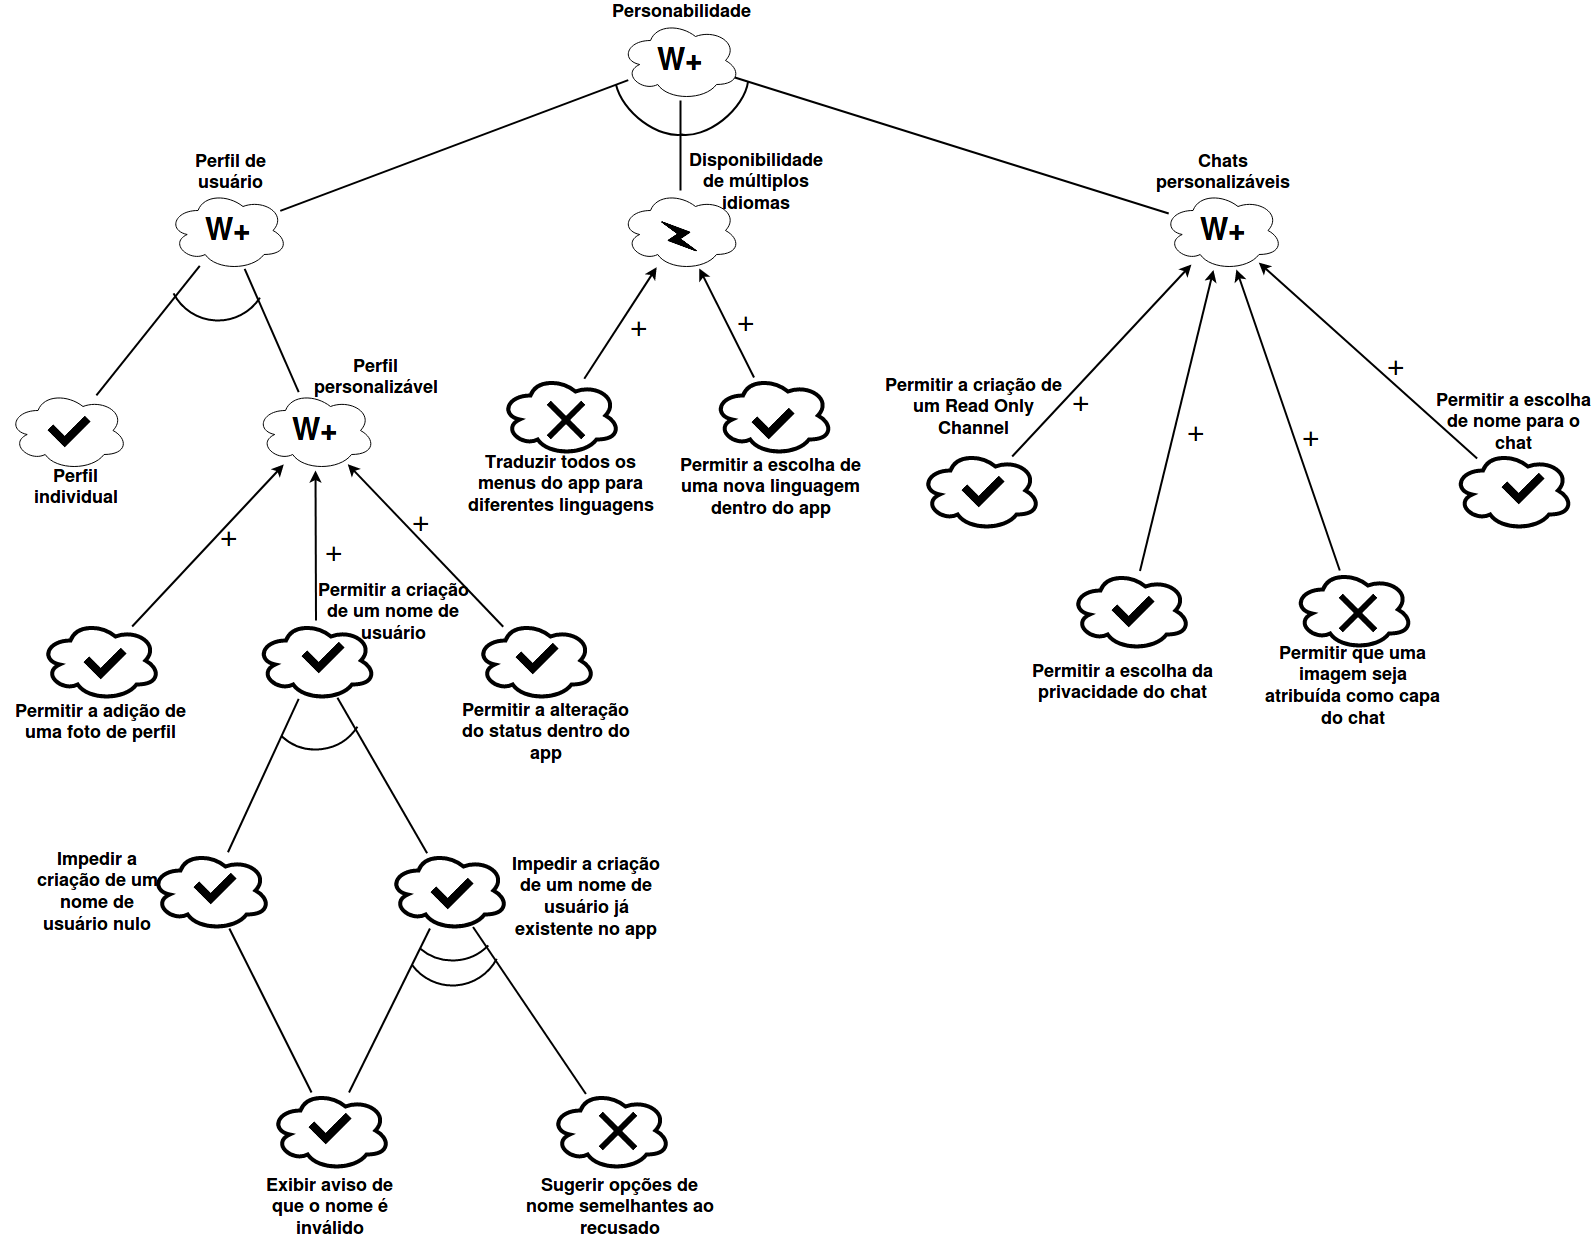 Personabilidade
W+
Perfil de
usuário
W+
Disponibilidade
de múltiplos
idiomas
Chats
personalizáveis
W+
+
+
Perfil
personalizável
W+
Perfil
individual
Traduzir todos os
menus do app para
diferentes linguagens
Permitir a escolha de
uma nova linguagem
dentro do app
Permitir a criação de
um Read Only
Channel
+
+
+
+
Permitir a escolha
de nome para o
chat
+
+
+
Permitir a criação
de um nome de
usuário
Permitir a adição de
uma foto de perfil
Permitir a alteração
do status dentro do
app
Permitir a escolha da
privacidade do chat
Permitir que uma
imagem seja
atribuída como capa
do chat
Impedir a
criação de um
nome de
usuário nulo
Impedir a criação
de um nome de
usuário já
existente no app
Exibir aviso de
que o nome é
inválido
Sugerir opções de
nome semelhantes ao
recusado